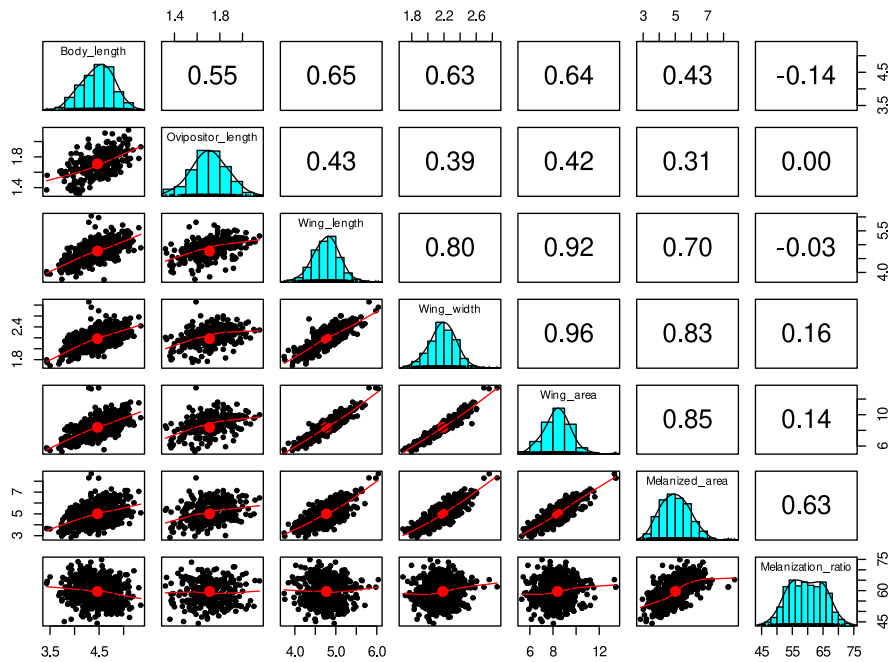 1.4 1.8 1.8 2.2 2.6 3 5 7
Body_length 0.55 0.65 0.63 0.64 0.43 -0.14 3.5 4.5
1.4 1.8 Ovipositor_length 0.43 0.39 0.42 0.31 0.00
Wing_length 0.80 0.92 0.70 -0.03 4.0 5.5
1.8 2.4 Wing_width 0.96 0.83 0.16
Wing_area 0.85 0.14 6 10
3 5 7 Melanized_area 0.63
Melanization_ratio 45 60 75
3.5 4.5 4.0 5.0 6.0 6 8 12 45 55 65 75